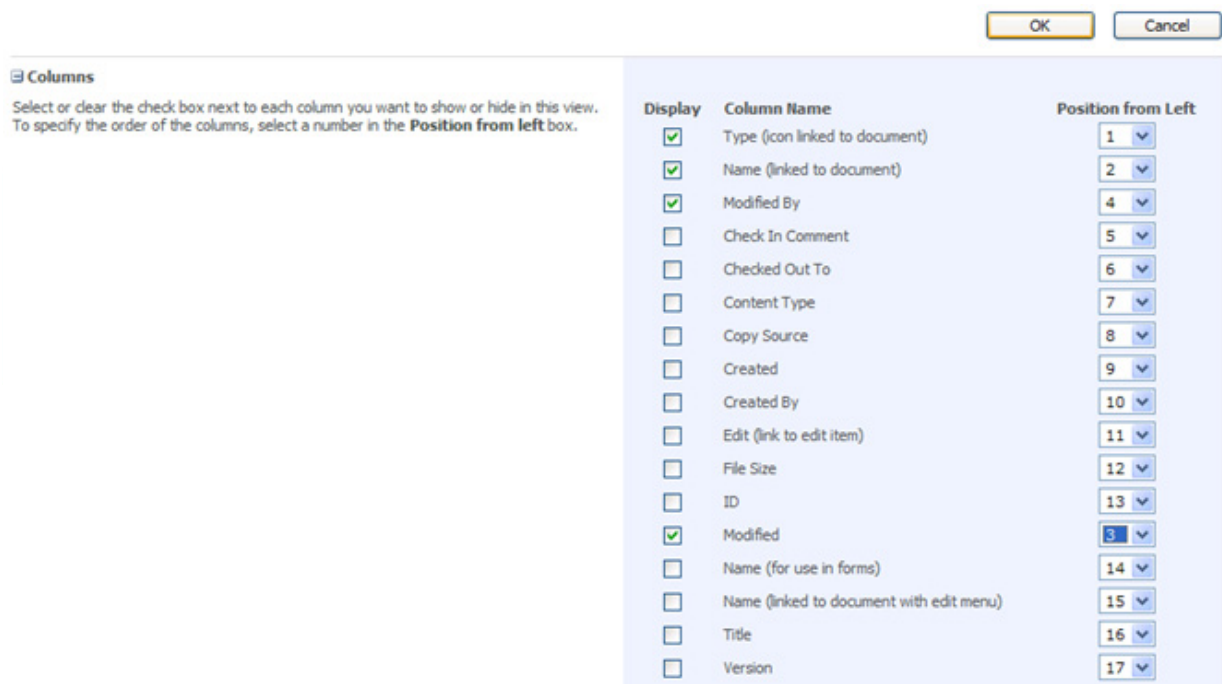 OK Cancel
Columns
Select or clear the check box next to each column you want to show or hide in this view.
To specify the order of the columns, select a number in the Position from left box.
Display Column Name Position from Left
Type (icon linked to document) 1
Name (linked to document) 2
Modified By 4
Check In Comment 5
Checked Out To 6
Content Type 7
Copy Source 8
Created 9
Created By 10
Edit (link to edit item) 11
File Size 12
ID 13
Modified 3
Name (for use in forms) 14
Name (linked to document with edit menu) 15
Title 16
Version 17